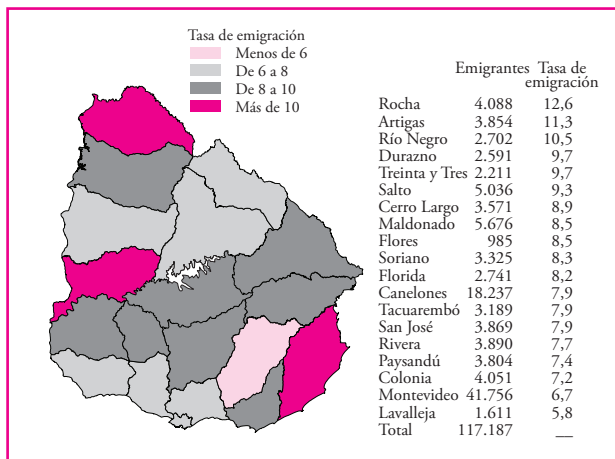 Tasa de emigración
Menos de 6
De 6 a 8
De 8 a 10
Más de 10
Emigrantes Tasa de
emigración
Rocha 4.088 12,6
Artigas 3.854 11,3
Río Negro 2.702 10,5
Durazno 2.591 9,7
Treinta y Tres 2.211 9,7
Salto 5.036 9,3
Cerro Largo 3.571 8,9
Maldonado 5.676 8,5
Flores 985 8,5
Soriano 3.325 8,3
Florida 2.741 8,2
Canelones 18.237 7,9
Tacuarembó 3.189 7,9
San José 3.869 7,9
Rivera 3.890 7,7
Paysandú 3.804 7,4
Colonia 4.051 7,2
Montevideo 41.756 6,7
Lavalleja 1.611 5,8
Total 117.187 __